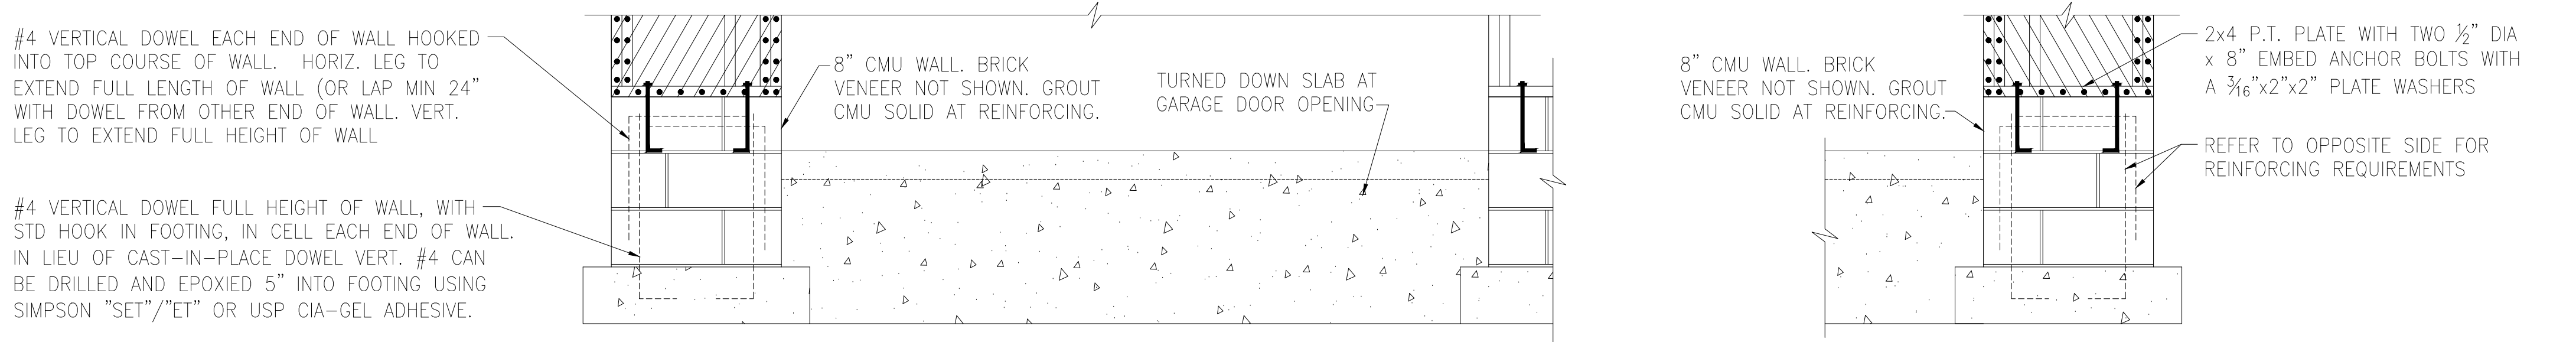 #4 VERTICAL DOWEL EACH END OF WALL HOOKED
INTO TOP COURSE OF WALL. HORIZ. LEG TO
EXTEND FULL LENGTH OF WALL (OR LAP MIN 24"
WITH DOWEL FROM OTHER END OF WALL. VERT.
LEG TO EXTEND FULL HEIGHT OF WALL
#4 VERTICAL DOWEL FULL HEIGHT OF WALL, WITH
STD HOOK IN FOOTING, IN CELL EACH END OF WALL.
IN LIEU OF CAST-IN-PLACE DOWEL VERT. #4 CAN
BE DRILLED AND EPOXIED 5" INTO FOOTING USING
SIMPSON "SET"/"ET" OR USP CIA-GEL ADHESIVE.
8" CMU WALL. BRICK
VENEER NOT SHOWN. GROUT
CMU SOLID AT REINFORCING.
TURNED DOWN SLAB AT
GARAGE DOOR OPENING
8" CMU WALL. BRICK
VENEER NOT SHOWN. GROUT
CMU SOLID AT REINFORCING.
2x4 P.T. PLATE WITH TWO ½" DIA
x 8" EMBED ANCHOR BOLTS WITH
A 3/16"x2"x2" PLATE WASHERS
REFER TO OPPOSITE SIDE FOR
REINFORCING REQUIREMENTS